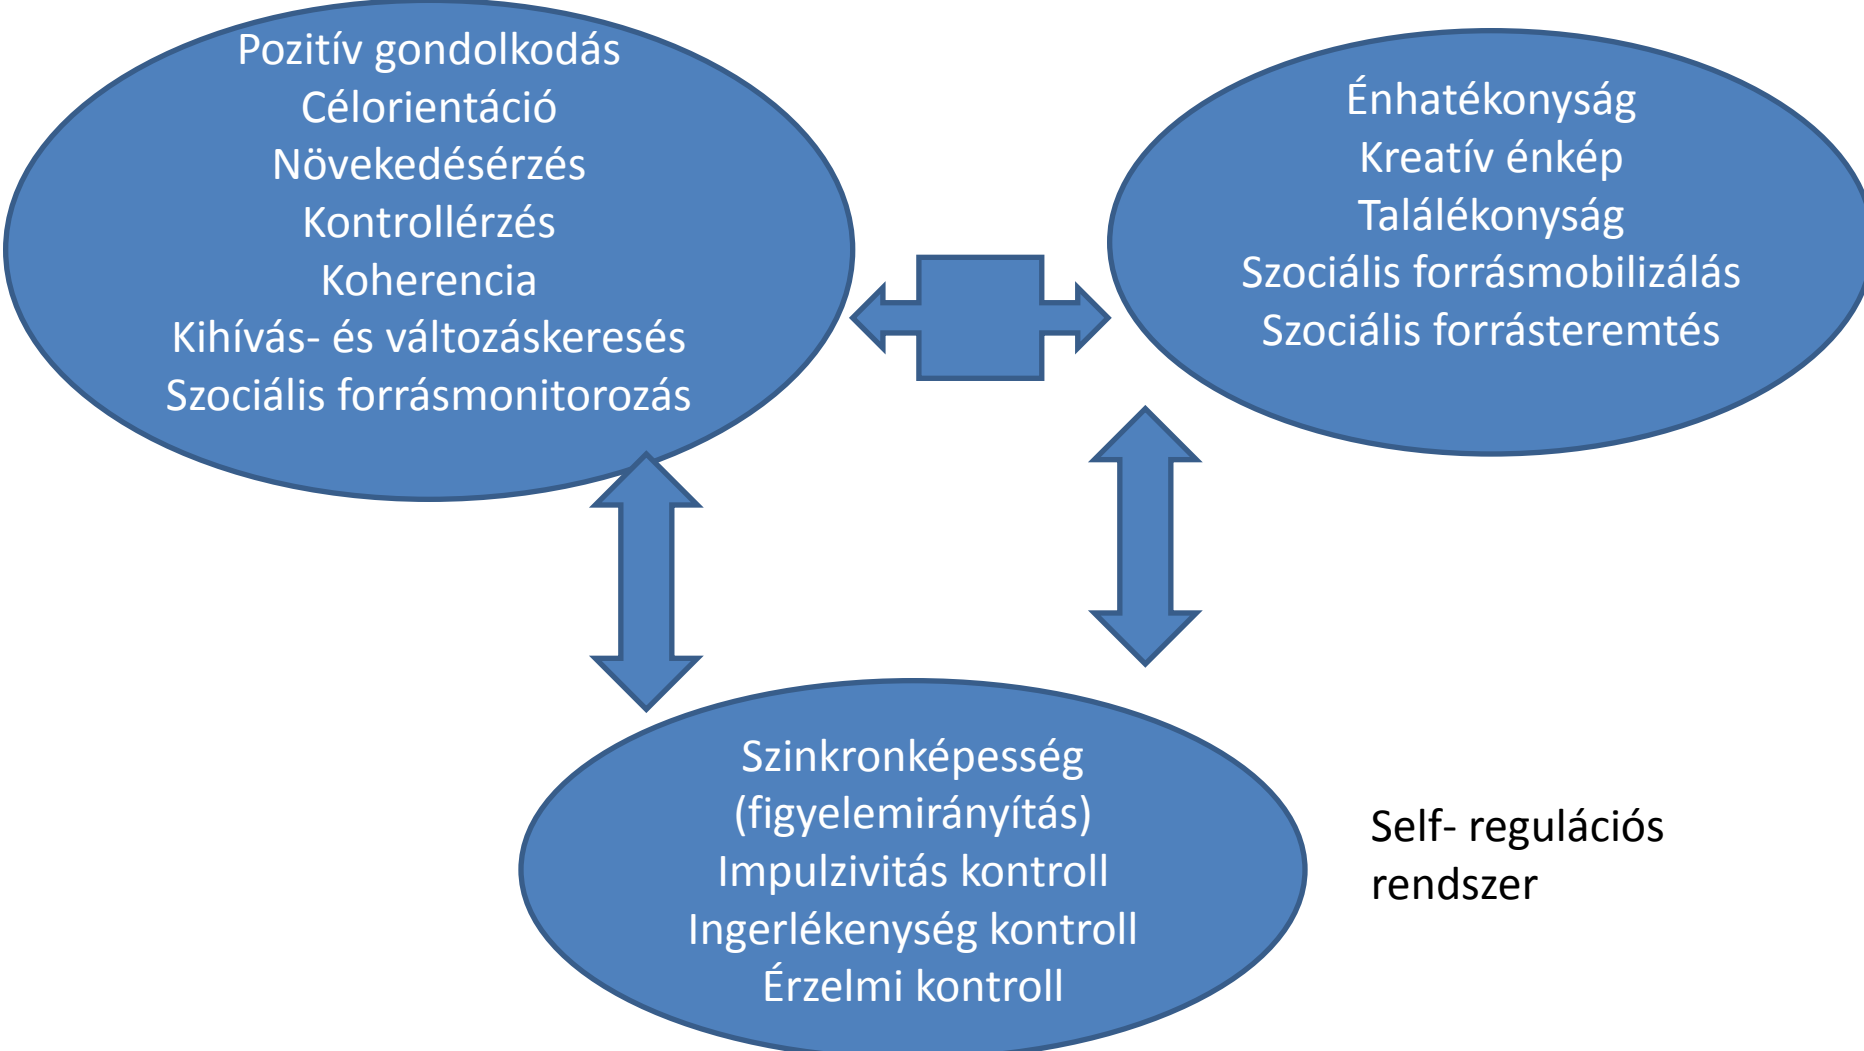 Pozitív gondolkodás
Célorientáció
Növekedésérzés
Kontrollérzés
Koherencia
Kihívás- és változáskeresés
Szociális forrásmonitorozás
Énhatékonyság
Kreatív énkép
Találékonyság
Szociális forrásmobilizálás
Szociális forrásteremtés
Szinkronképesség
(figyelemirányítás)
Impulzivitás kontroll
Ingerlékenység kontroll
Érzelmi kontroll
Self- regulációs
rendszer